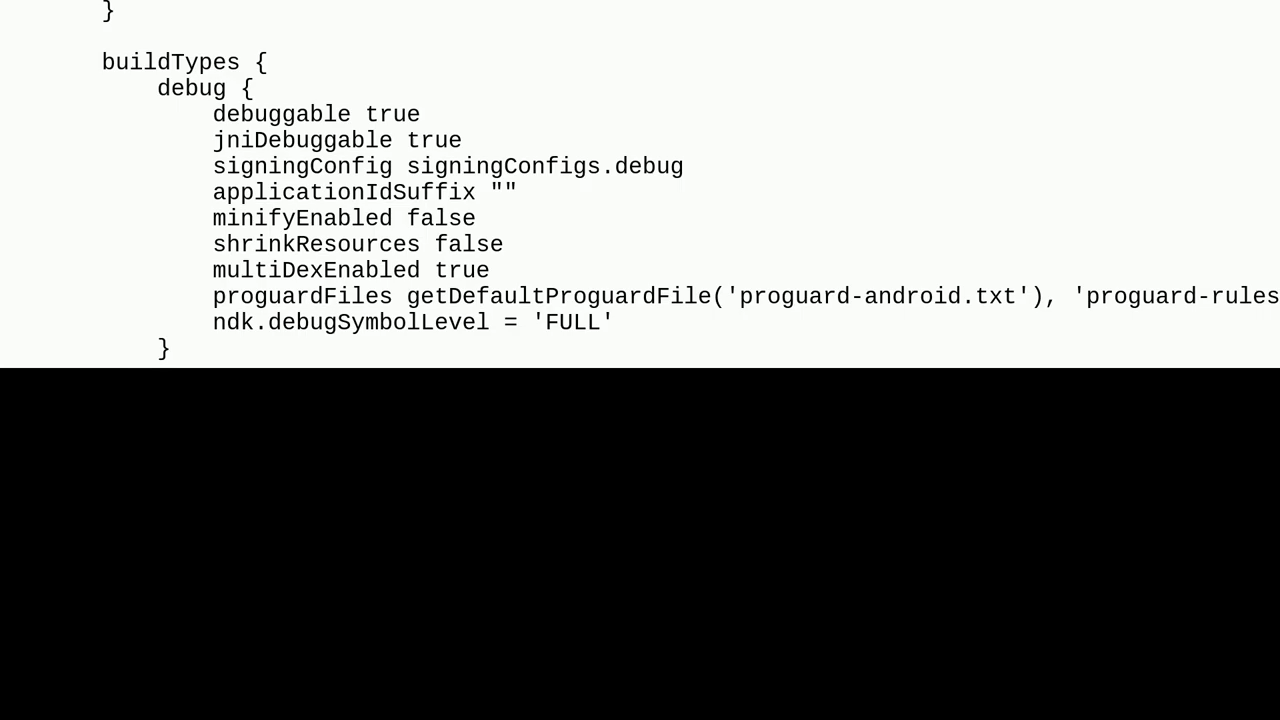 }
buildTypes {
debug {
debuggable true
jniDebuggable true
signingConfig signingConfigs.debug
applicationIdSuffix ""
minifyEnabled false
shrinkResources false
multiDexEnabled true
proguardFiles getDefaultProguardFile('proguard-android.txt'), 'proguard-rules
ndk.debugSymbolLevel = 'FULL'
}